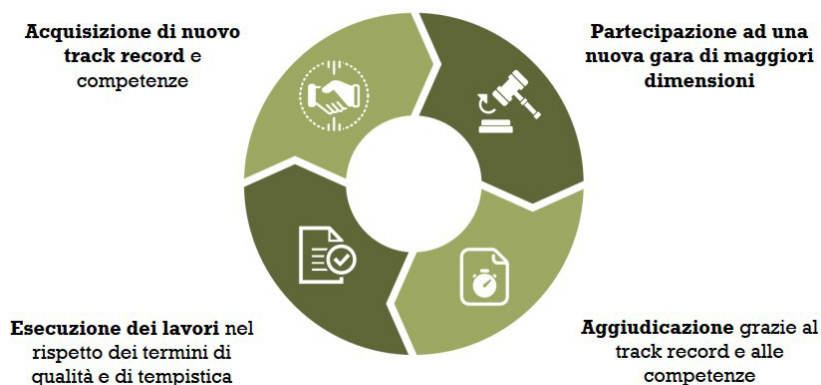 Acquisizione di nuovo
track record e
competenze
Partecipazione ad una
nuova gara di maggiori
dimensioni
Esecuzione dei lavori nel
rispetto dei termini di
qualità e di tempistica
Aggiudicazione grazie al
track record e alle
competenze